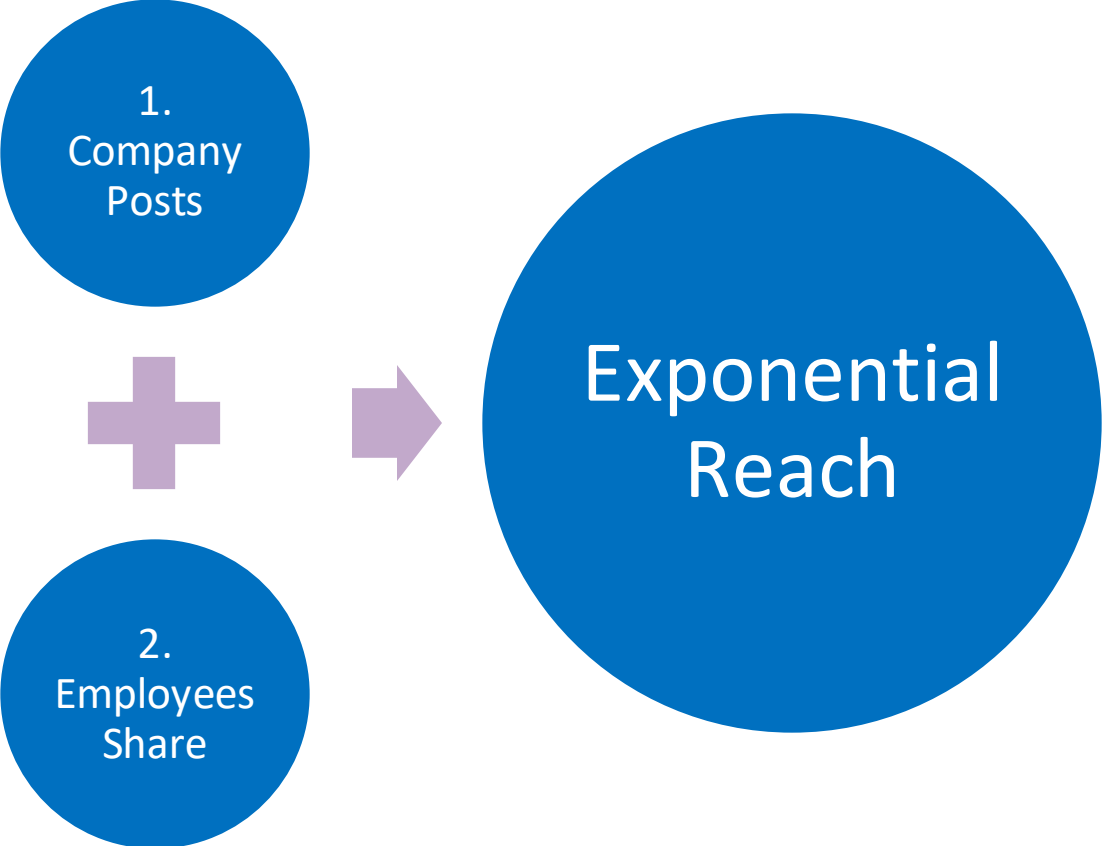 1.
Company
Posts
2.
Employees
Share
Exponential
Reach